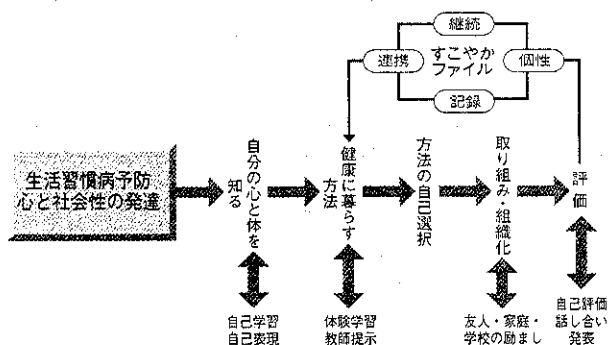 継続
連携
すこやか
ファイル
個性
記録
生活習慣病予防
心と社会性の発達
自分の心と体を
知る
健康に暮らす
方法
方法の自己選択
取り組み・組織化
評価
自己学習
自己表現
体験学習
教師提示
友人・家庭・
学校の励まし
自己評価
話し合い
発表